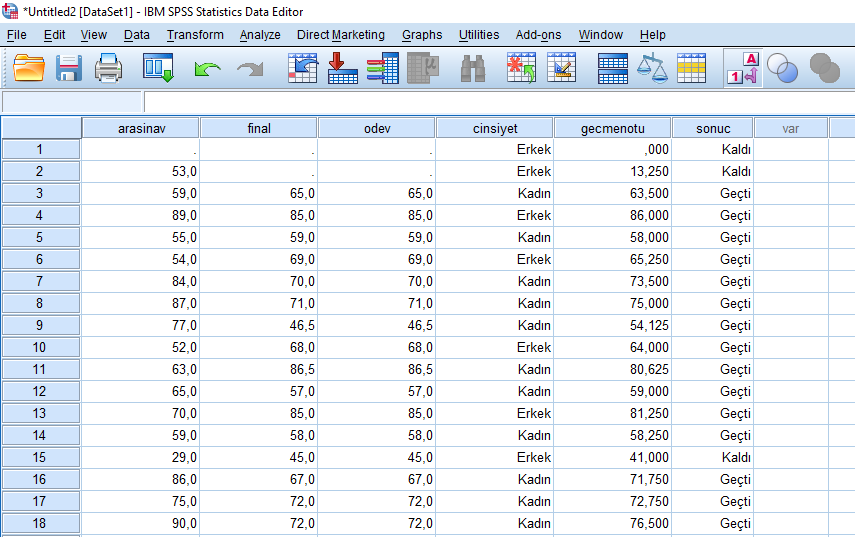 *Untitled2 [DataSet1] - IBM SPSS Statistics Data Editor
File Edit View Data Transform Analyze Graphs Direct Marketing Utilities Add-ons Window Help
arasinav final odev cinsiyet gecmenotu sonuc var
1 . . . Erkek ,000 Kaldı
2 53,0 . . Erkek 13,250 Kaldı
3 59,0 65,0 65,0 Kadın 63,500 Geçti
4 89,0 85,0 85,0 Erkek 86,000 Geçti
5 55,0 59,0 59,0 Kadın 58,000 Geçti
6 54,0 69,0 69,0 Erkek 65,250 Geçti
7 84,0 70,0 70,0 Kadın 73,500 Geçti
8 87,0 71,0 71,0 Kadın 75,000 Geçti
9 77,0 46,5 46,5 Kadın 54,125 Geçti
10 52,0 68,0 68,0 Erkek 64,000 Geçti
11 63,0 86,5 86,5 Kadın 80,625 Geçti
12 65,0 57,0 57,0 Kadın 59,000 Geçti
13 70,0 85,0 85,0 Erkek 81,250 Geçti
14 59,0 58,0 58,0 Kadın 58,250 Geçti
15 29,0 45,0 45,0 Erkek 41,000 Kaldı
16 86,0 67,0 67,0 Kadın 71,750 Geçti
17 75,0 72,0 72,0 Kadın 72,750 Geçti
18 90,0 72,0 72,0 Kadın 76,500 Geçti